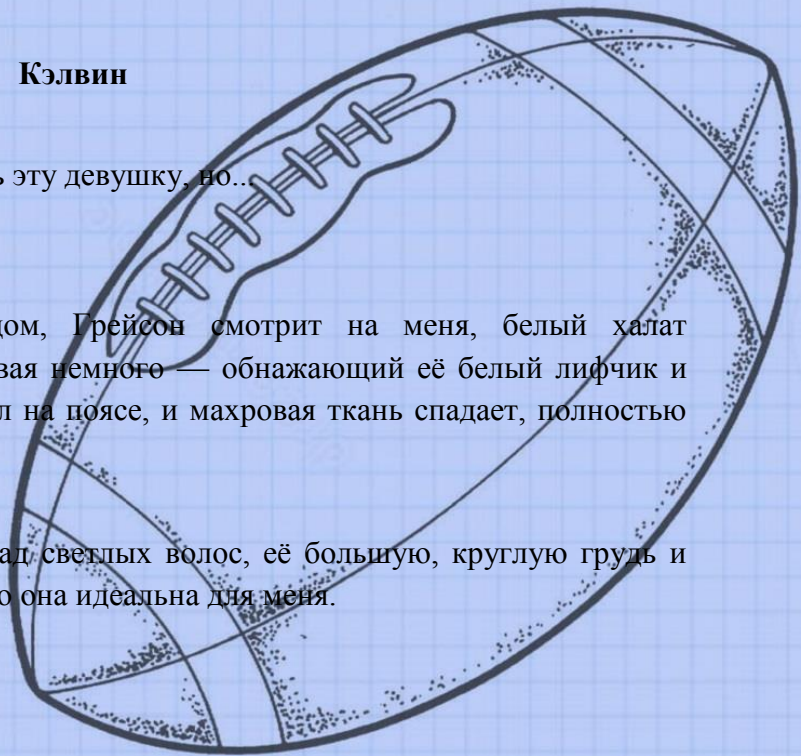 Кэлвин
эту девушку, но...
дом, Грейсон смотрит на меня, белый халат
вая немного — обнажающий её белый лифчик и
л на поясе, и махровая ткань спадает, полностью
ад светлых волос, её большую, круглую грудь и
о она идеальна для меня.